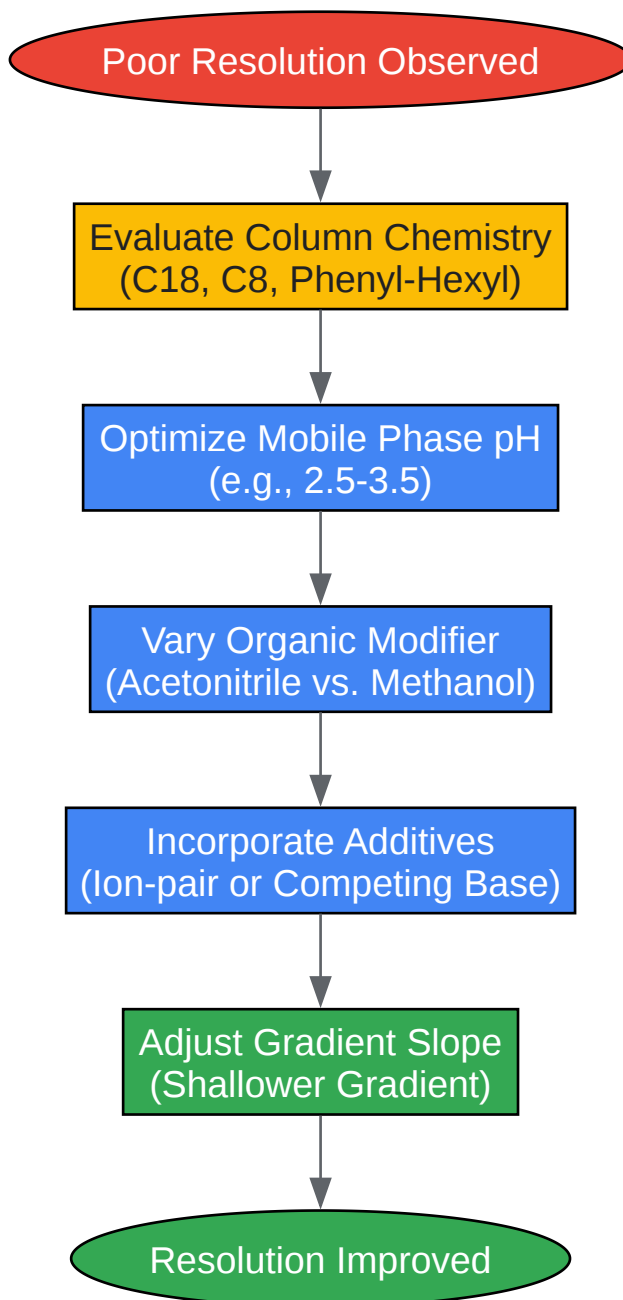 Poor Resolution Observed
Evaluate Column Chemistry
(C18, C8, Phenyl-Hexyl)
Optimize Mobile Phase pH
(e.g., 2.5-3.5)
Vary Organic Modifier
(Acetonitrile vs. Methanol)
Incorporate Additives
(Ion-pair or Competing Base)
Adjust Gradient Slope
(Shallower Gradient)
Resolution Improved